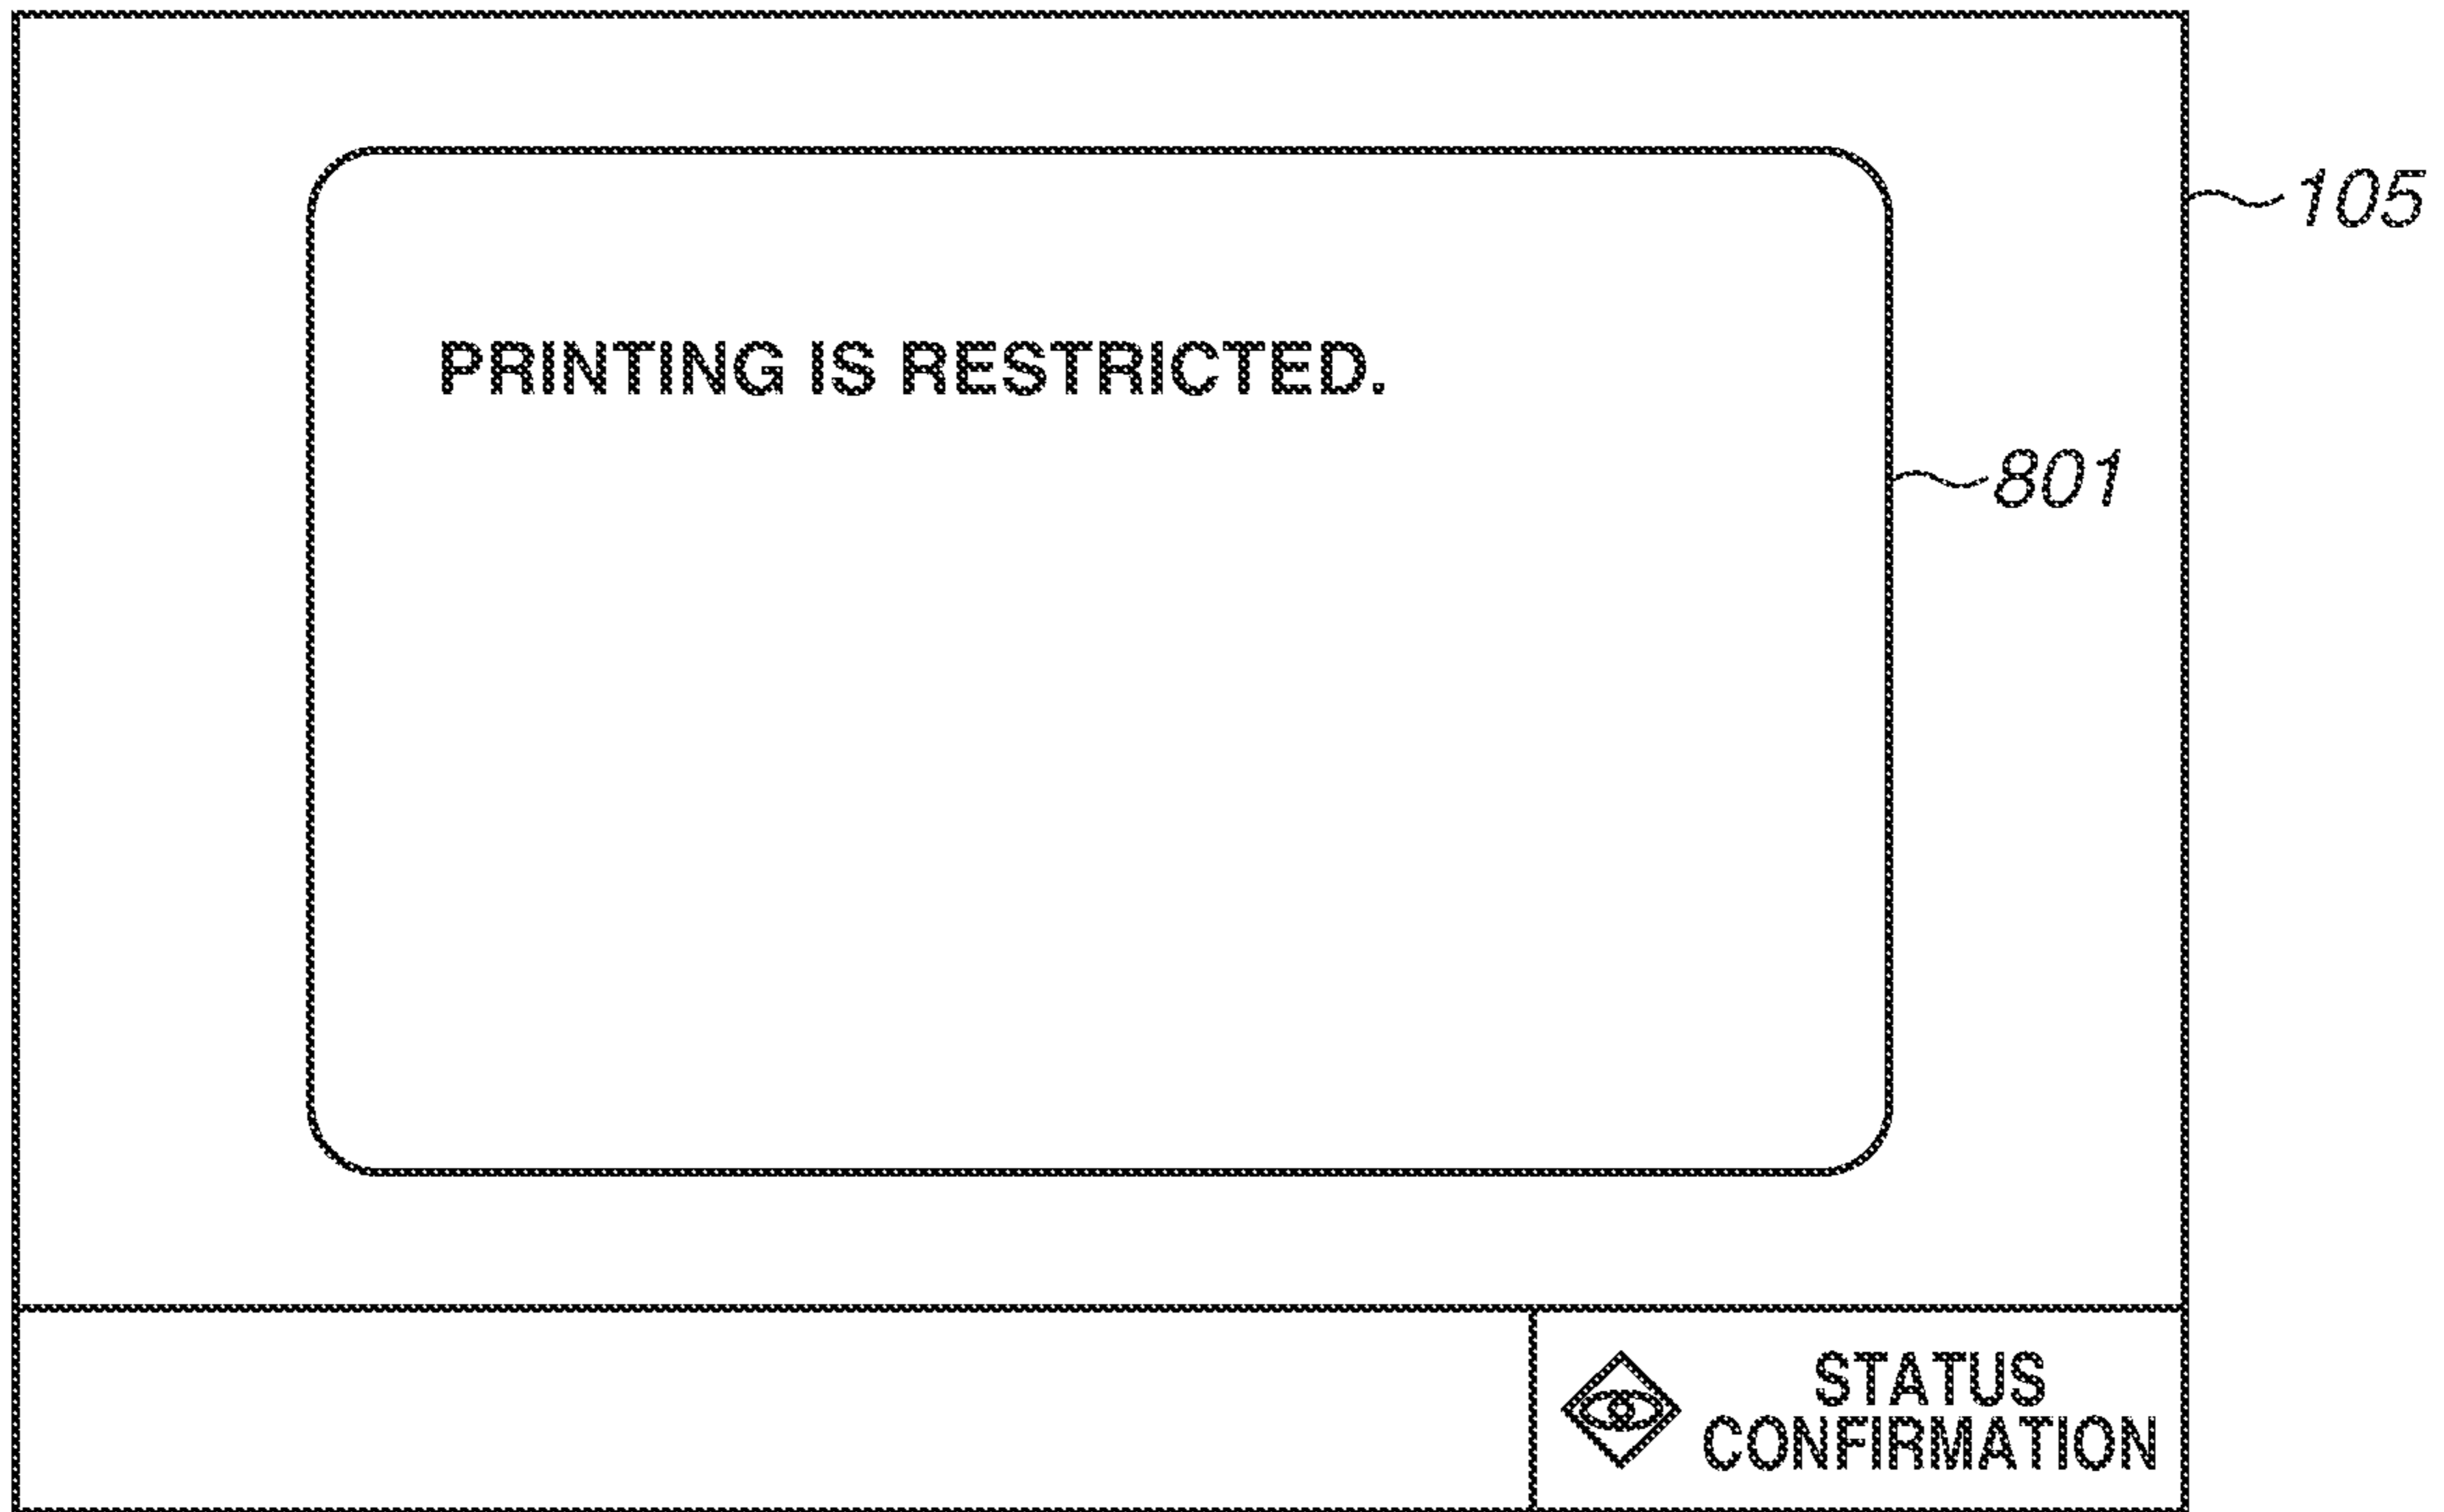 105
PRINTING IS RESTRICTED.
801
STATUS
CONFIRMATION